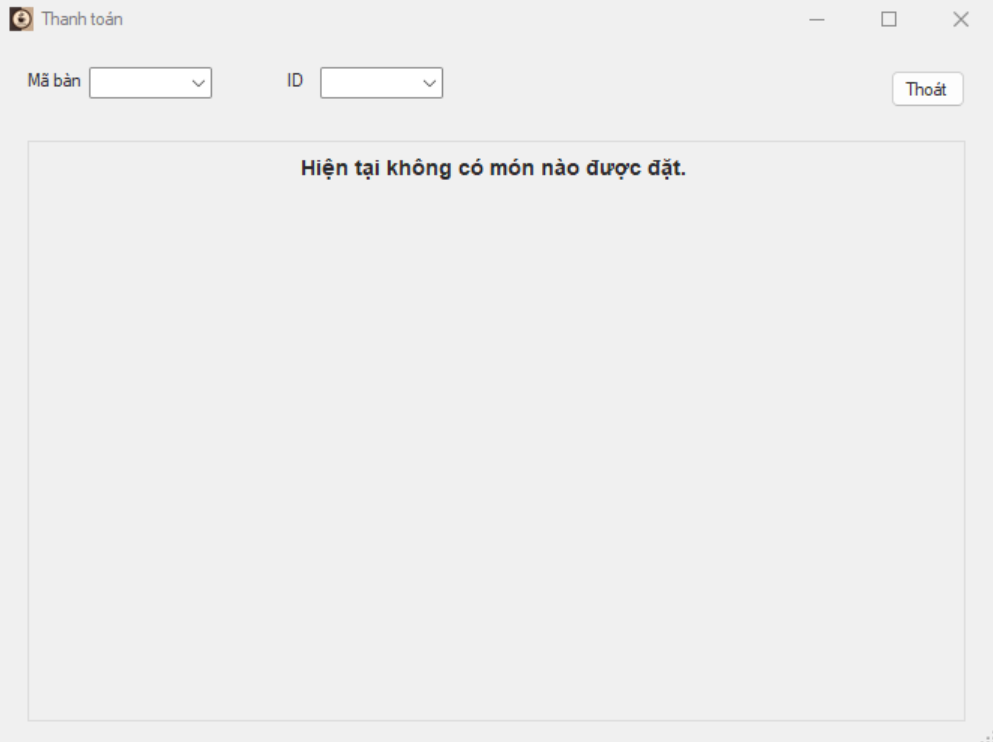 Thanh toán
Mã bàn ID Thoát
Hiện tại không có món nào được đặt.